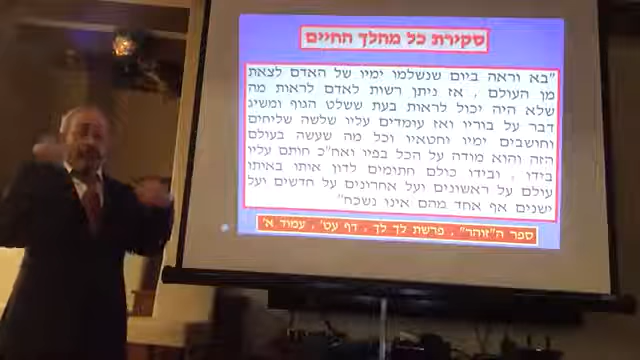 סקירת כל מהלך החיים
"בא וראה ביום שנשלמו ימיו של האדם לצאת
מן העולם , אז ניתן רשות לאדם לראות מה
שלא היה יכול לראות בעת ששלט הגוף ומשיג
דבר על בוריו ואז עומדים עליו שלשה שליחים
וחושבים ימיו וחטאיו וכל מה שעשה בעולם
הזה והוא מודה על הכל בפיו ואח"כ חותם עליו
בידו , ובידו כולם חתומים לדון אותו באותו
עולם על ראשונים ועל אחרונים על חדשים ועל
ישנים אף אחד מהם אינו נשכח"
ספר ה"זוהר" , פרשת לך לך , דף עט' , עמוד א'